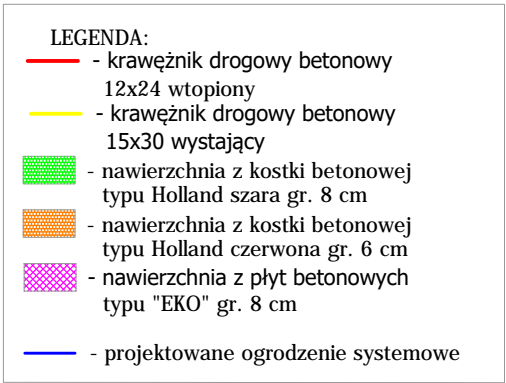 LEGENDA:
- krawężnik drogowy betonowy
12x24 wtopiony
- krawężnik drogowy betonowy
15x30 wystający
- nawierzchnia z kostki betonowej
typu Holland szara gr. 8 cm
- nawierzchnia z kostki betonowej
typu Holland czerwona gr. 6 cm
- nawierzchnia z płyt betonowych
typu "EKO" gr. 8 cm
- projektowane ogrodzenie systemowe